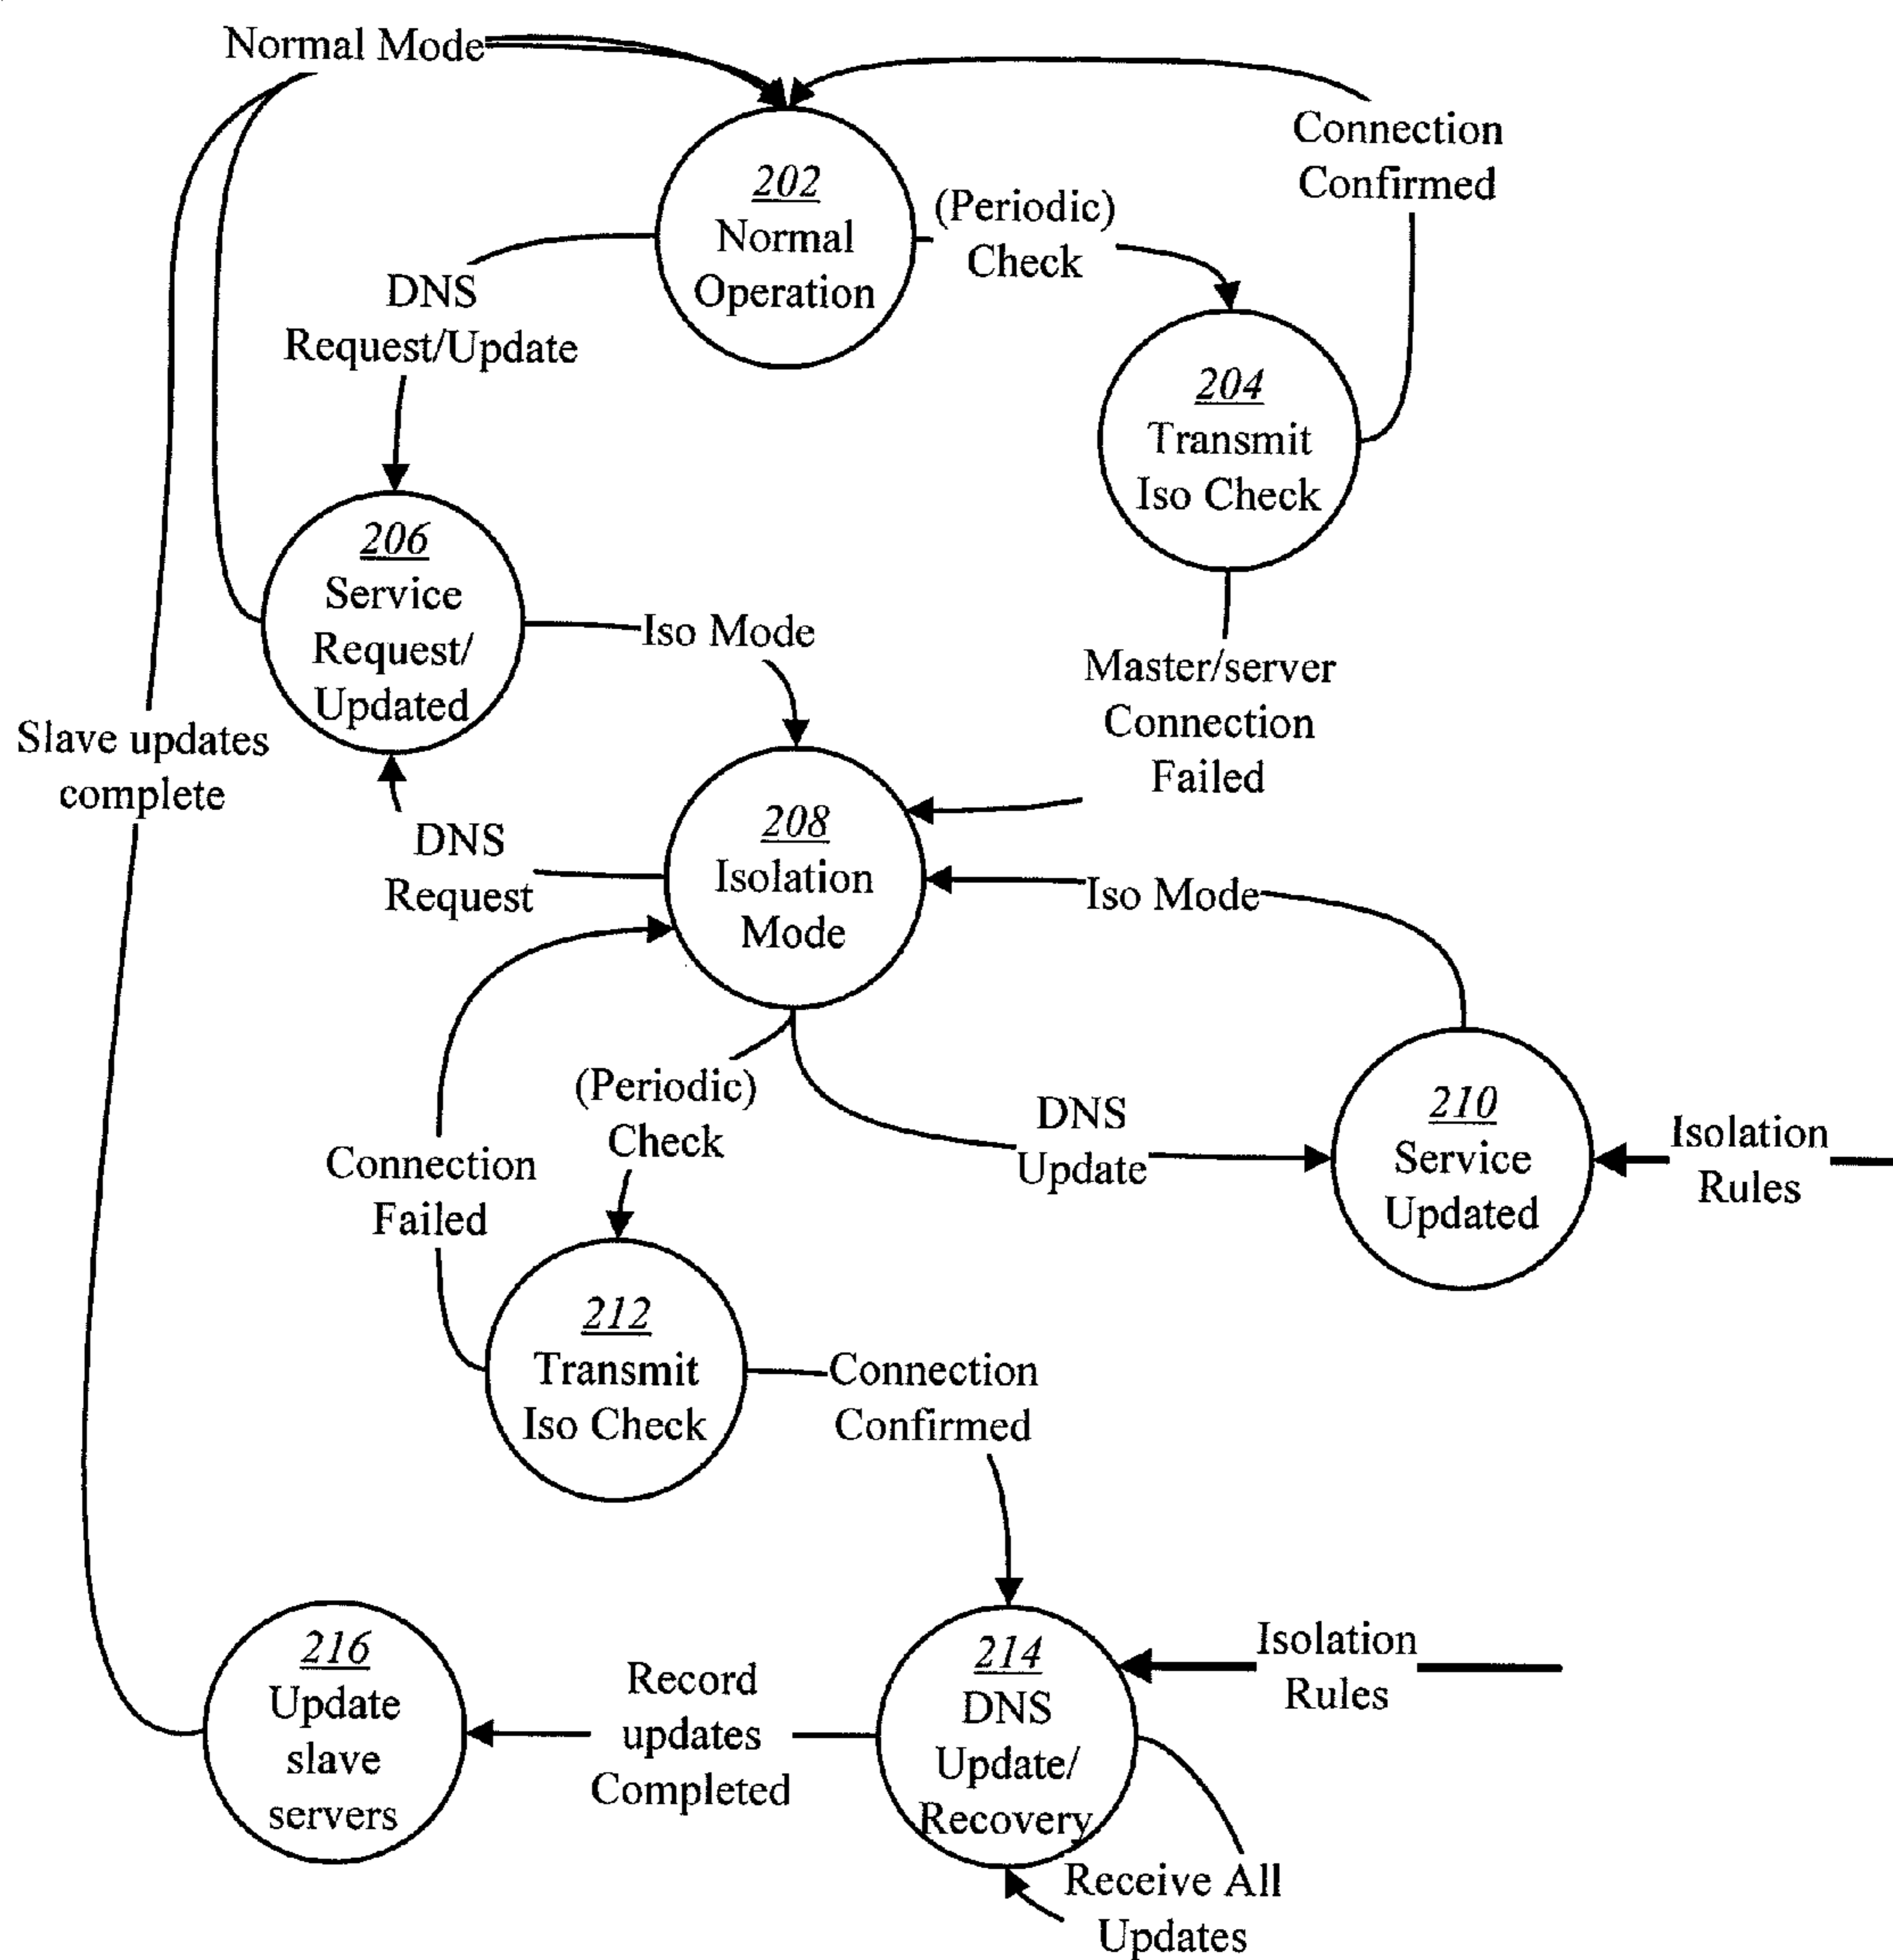 Normal Mode
Connection
Confirmed
202
Normal
Operation
(Periodic)
Check
DNS
Request/Update
204
Transmit
Iso Check
206
Service
Request/
Updated
Iso Mode
Master/server
Connection
Failed
Slave updates
complete
DNS
Request
208
Isolation
Mode
Iso Mode
(Periodic)
Check
DNS
Update
210
Service
Updated
Isolation
Rules
Connection
Failed
212
Transmit
Iso Check
Connection
Confirmed
216
Update
slave
servers
Record
updates
Completed
214
DNS
Update/
Recovery
Isolation
Rules
Receive All
Updates